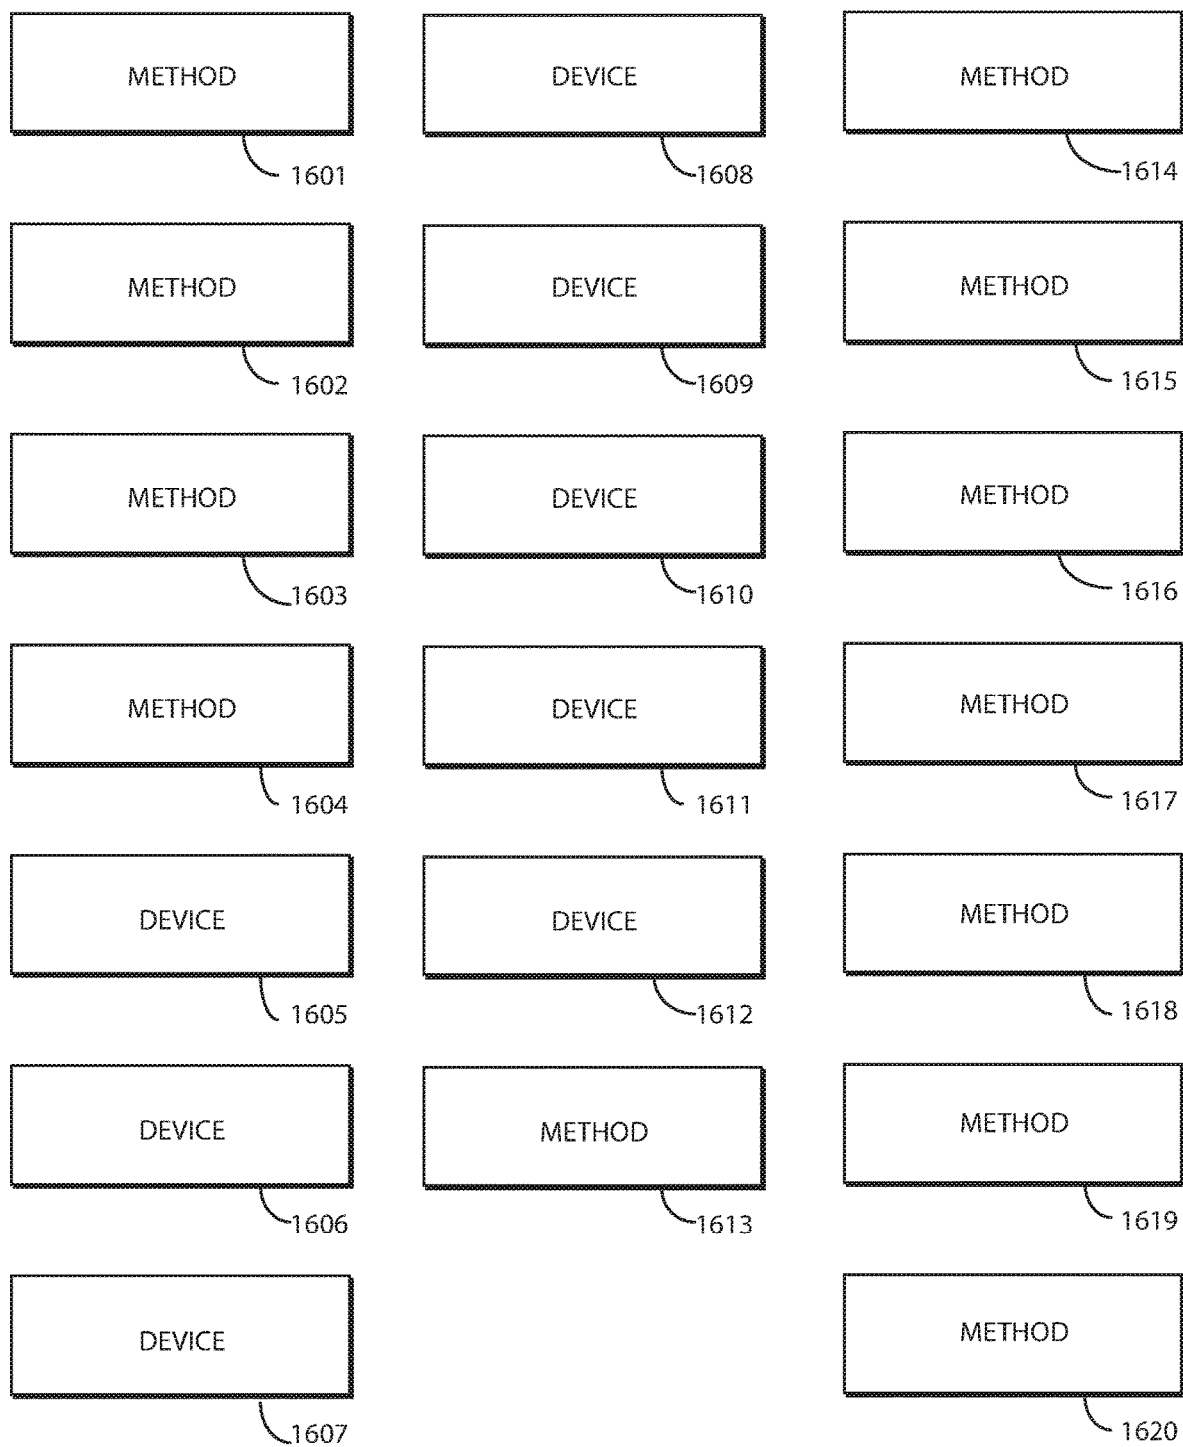 METHOD
1601
METHOD
1602
METHOD
1603
METHOD
1604
DEVICE
1605
DEVICE
1606
DEVICE
1607
DEVICE
1608
DEVICE
1609
DEVICE
1610
DEVICE
1611
DEVICE
1612
METHOD
1613
METHOD
1614
METHOD
1615
METHOD
1616
METHOD
1617
METHOD
1618
METHOD
1619
METHOD
1620